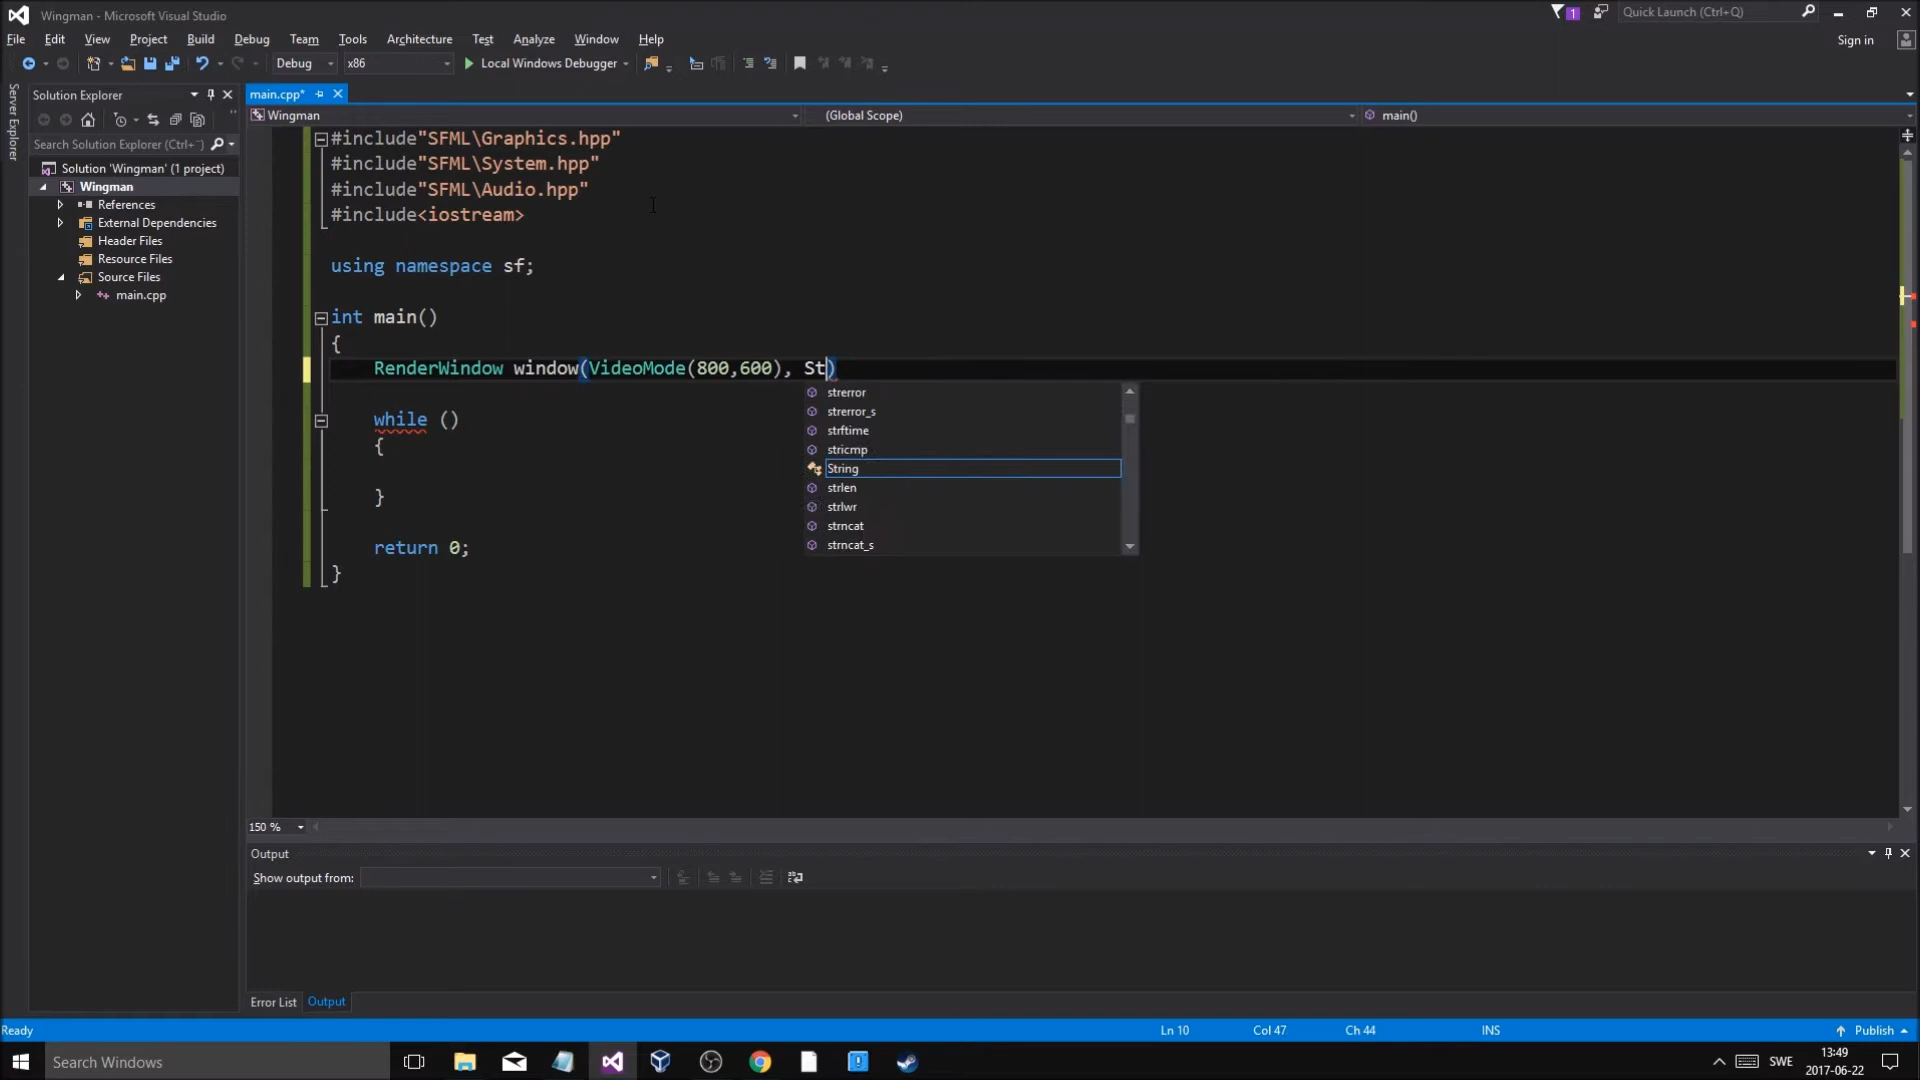 Wingman - Microsoft Visual Studio
1
Quick Launch (Ctrl+Q)
File Edit View Project Build Debug Team Tools Test Analyze Window Help
Sign in
Debug x86 Local Windows Debugger
Server Explorer
Solution Explorer
main.cpp*
Wingman (Global Scope) main()
Search Solution Explorer (Ctrl+¨)
Solution 'Wingman' (1 project)
Wingman
References
External Dependencies
Header Files
Resource Files
Source Files
main.cpp
#include"SFML\Graphics.hpp"
#include"SFML\System.hpp"
#include"SFML\Audio.hpp"
#include<iostream>
using namespace sf;
int main()
{
RenderWindow window(VideoMode(800,600), St)
strerror
strerror_s
strftime
stricmp
String
strlen
strlwr
strncat
strncat_s
while ()
{
}
return 0;
}
150 %
Output
Show output from:
Error List Output
Ready Ln 10 Col 47 Ch 44 INS Publish
Search Windows
SWE
13:49
2017-06-22